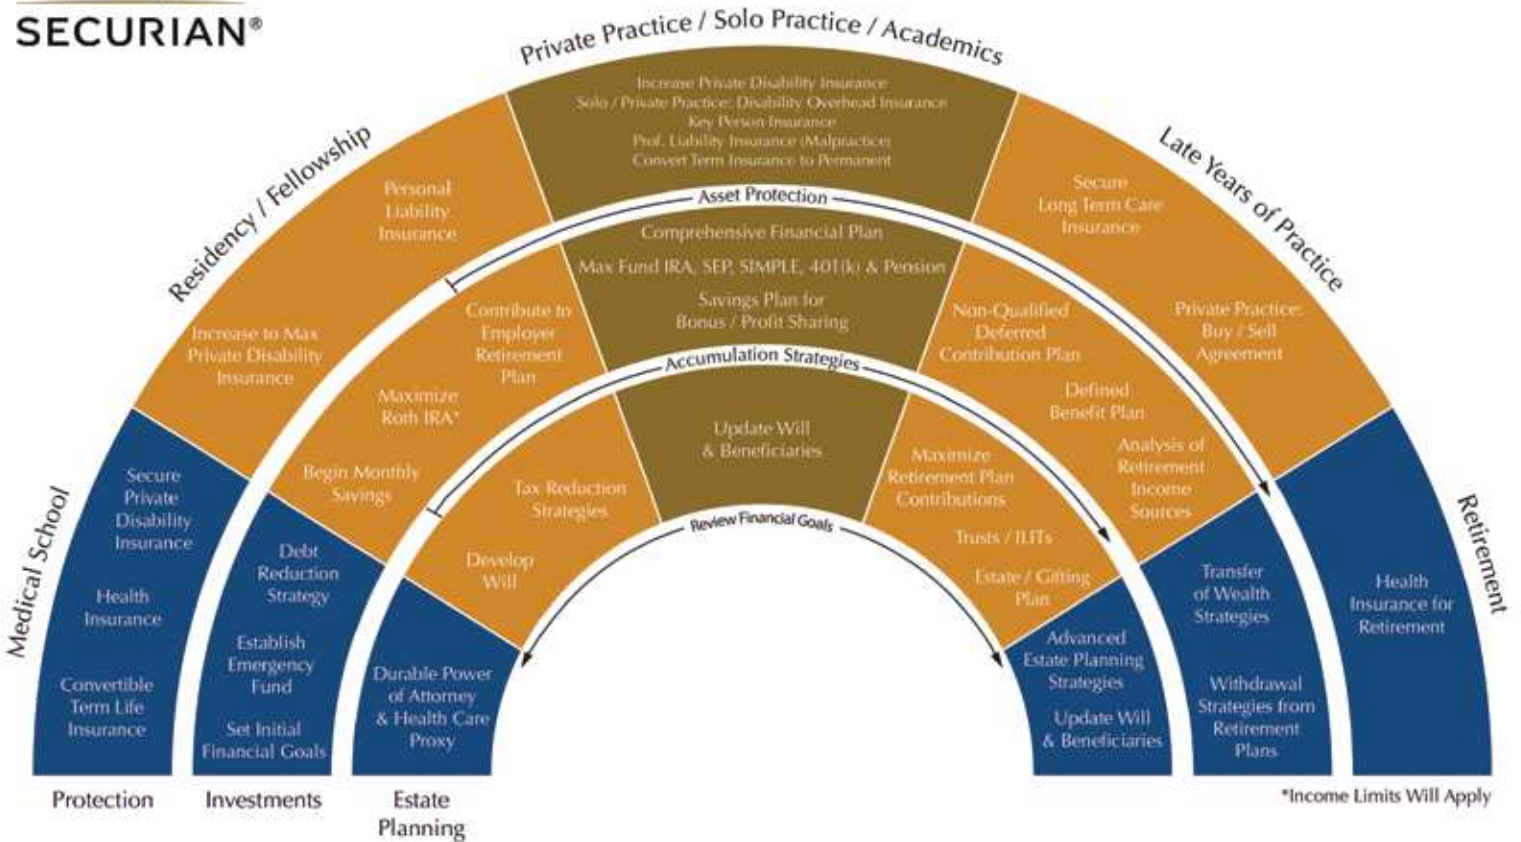 SECURIAN®
Private Practice / Solo Practice / Academics
Residency / Fellowship
Late Years of Practice
Medical School
Retirement
Increase Private Disability Insurance
Solo / Private Practice: Disability Overhead Insurance
Key Person Insurance
Prof. Liability Insurance (Malpractice)
Convert Term Insurance to Permanent
Asset Protection
Comprehensive Financial Plan
Max Fund IRA, SEP, SIMPLE, 401(k) & Pension
Savings Plan for
Bonus / Profit Sharing
Accumulation Strategies
Update Will
& Beneficiaries
Review Financial Goals
Personal
Liability
Insurance
Increase to Max
Private Disability
Insurance
Contribute to
Employer
Retirement
Plan
Maximize
Roth IRA*
Begin Monthly
Savings
Tax Reduction
Strategies
Develop
Will
Secure
Long Term Care
Insurance
Private Practice:
Buy / Sell
Agreement
Non-Qualified
Deferred
Contribution Plan
Defined
Benefit Plan
Analysis of
Retirement
Income
Sources
Maximize
Retirement Plan
Contributions
Trusts / ILITs
Estate / Gifting
Plan
Secure
Private
Disability
Insurance
Health
Insurance
Convertible
Term Life
Insurance
Debt
Reduction
Strategy
Establish
Emergency
Fund
Set Initial
Financial Goals
Durable Power
of Attorney
& Health Care
Proxy
Advanced
Estate Planning
Strategies
Update Will
& Beneficiaries
Transfer
of Wealth
Strategies
Withdrawal
Strategies from
Retirement
Plans
Health
Insurance for
Retirement
Protection
Investments
Estate
Planning
*Income Limits Will Apply